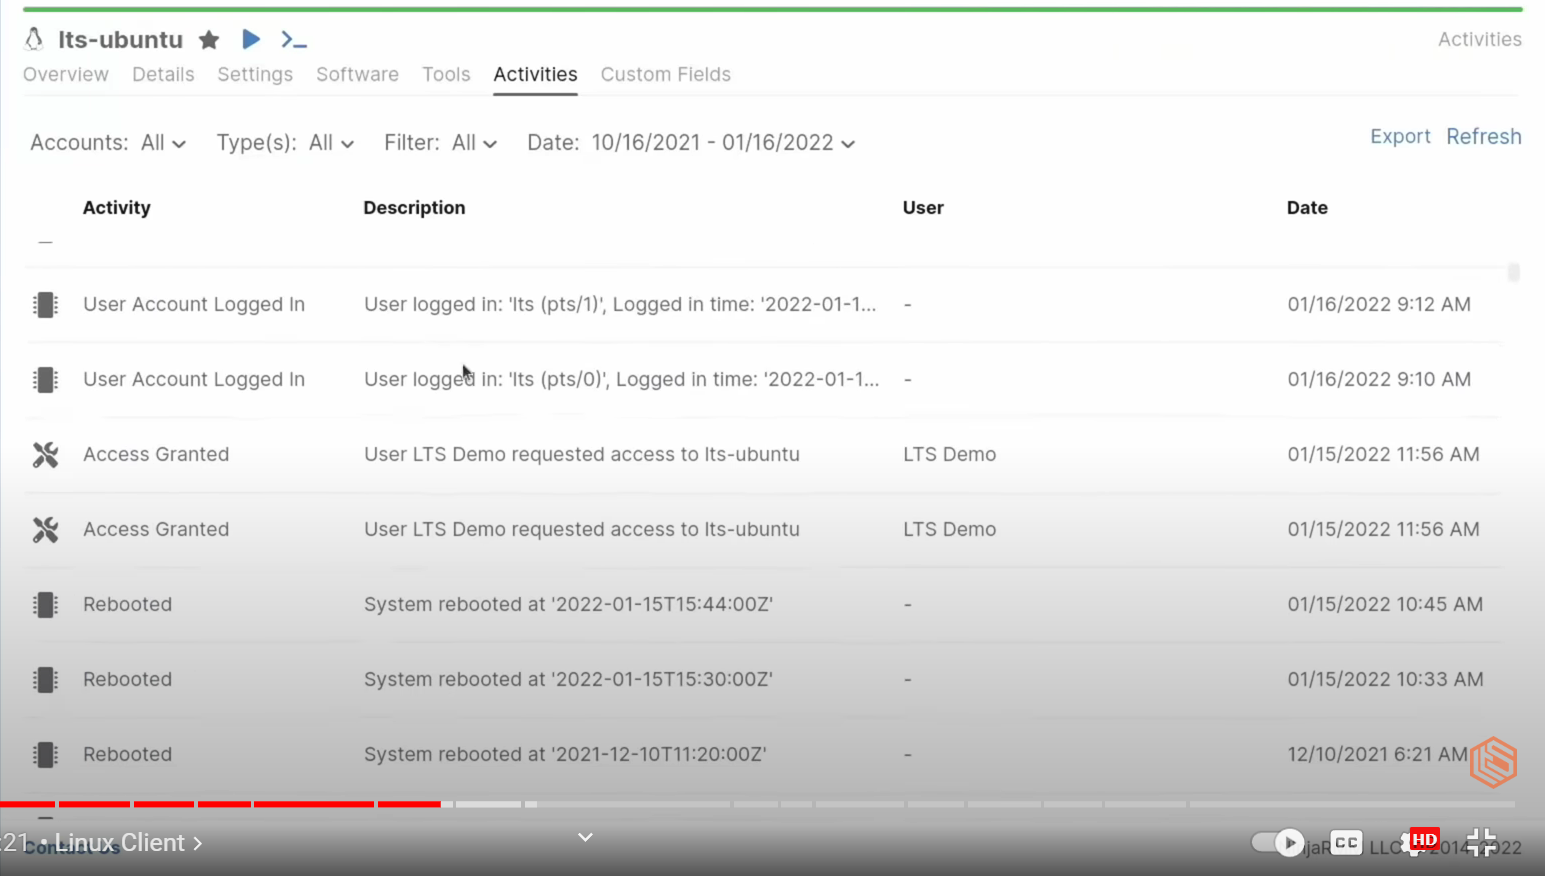 lts-ubuntu
Activities
Overview Details Settings Software Tools Activities Custom Fields
Accounts: All Type(s): All Filter: All Date: 10/16/2021 - 01/16/2022 Export Refresh
Activity Description User Date
User Account Logged In User logged in: 'lts (pts/1)', Logged in time: '2022-01-1... - 01/16/2022 9:12 AM
User Account Logged In User logged in: 'lts (pts/0)', Logged in time: '2022-01-1... - 01/16/2022 9:10 AM
Access Granted User LTS Demo requested access to lts-ubuntu LTS Demo 01/15/2022 11:56 AM
Access Granted User LTS Demo requested access to lts-ubuntu LTS Demo 01/15/2022 11:56 AM
Rebooted System rebooted at '2022-01-15T15:44:00Z' - 01/15/2022 10:45 AM
Rebooted System rebooted at '2022-01-15T15:30:00Z' - 01/15/2022 10:33 AM
Rebooted System rebooted at '2021-12-10T11:20:00Z' - 12/10/2021 6:21 AM
:21 • Linux Client > CC HD
Contact Us LLC 2014-2022